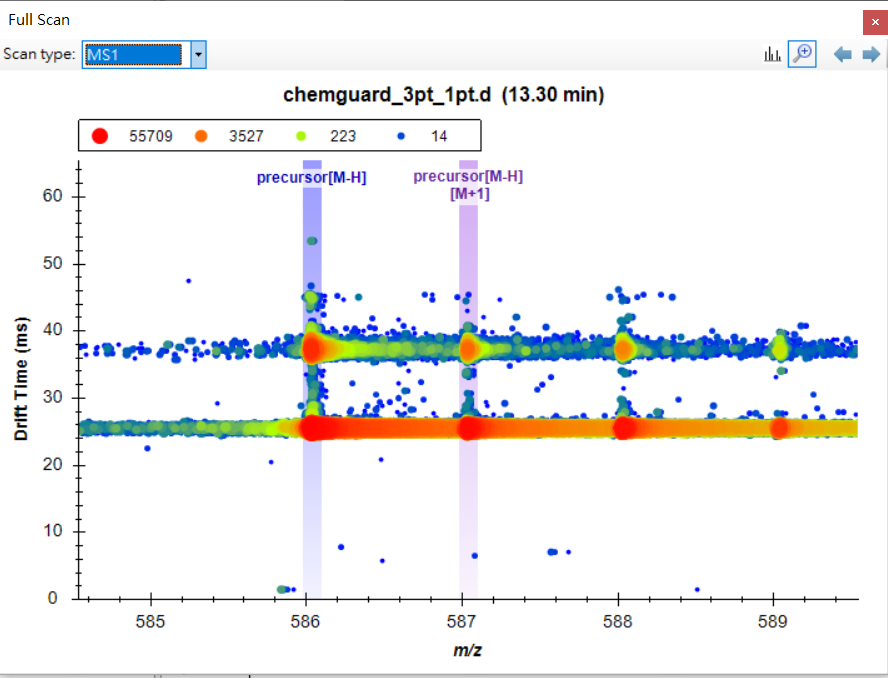 Full Scan
Scan type: MS1
chemguard_3pt_1pt.d (13.30 min)
55709 3527 223 14
precursor[M-H] precursor[M-H]
[M+1]
60
50
40
30
20
10
0
Drift Time (ms)
585 586 587 588 589
m/z